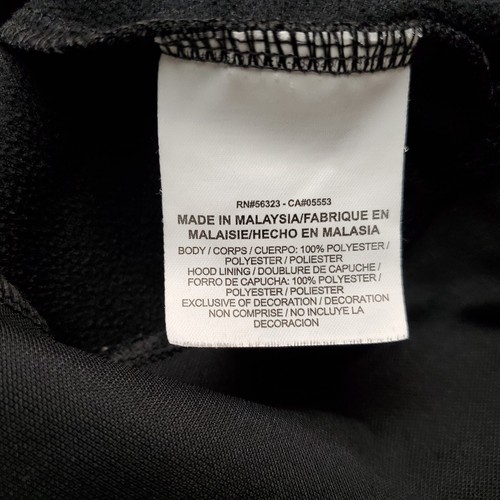 RN#56323 - CA#05553
MADE IN MALAYSIA/FABRIQUE EN
MALAISIE/HECHO EN MALASIA
BODY / CORPS / CUERPO: 100% POLYESTER /
POLYESTER / POLIESTER
HOOD LINING / DOUBLURE DE CAPUCHE /
FORRO DE CAPUCHA: 100% POLYESTER /
POLYESTER / POLIESTER
EXCLUSIVE OF DECORATION / DECORATION
NON COMPRISE / NO INCLUYE LA
DECORACION